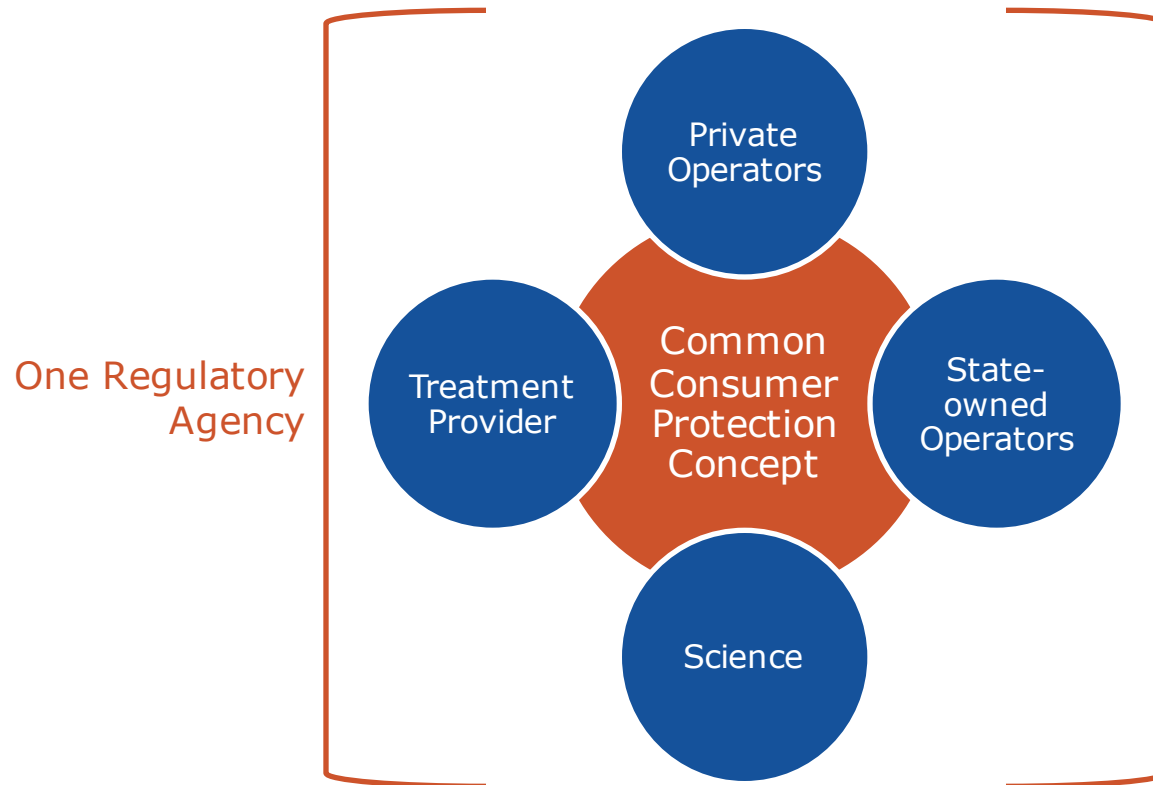 Private
Operators
One Regulatory
Agency
Treatment
Provider
Common
Consumer
Protection
Concept
State-
owned
Operators
Science